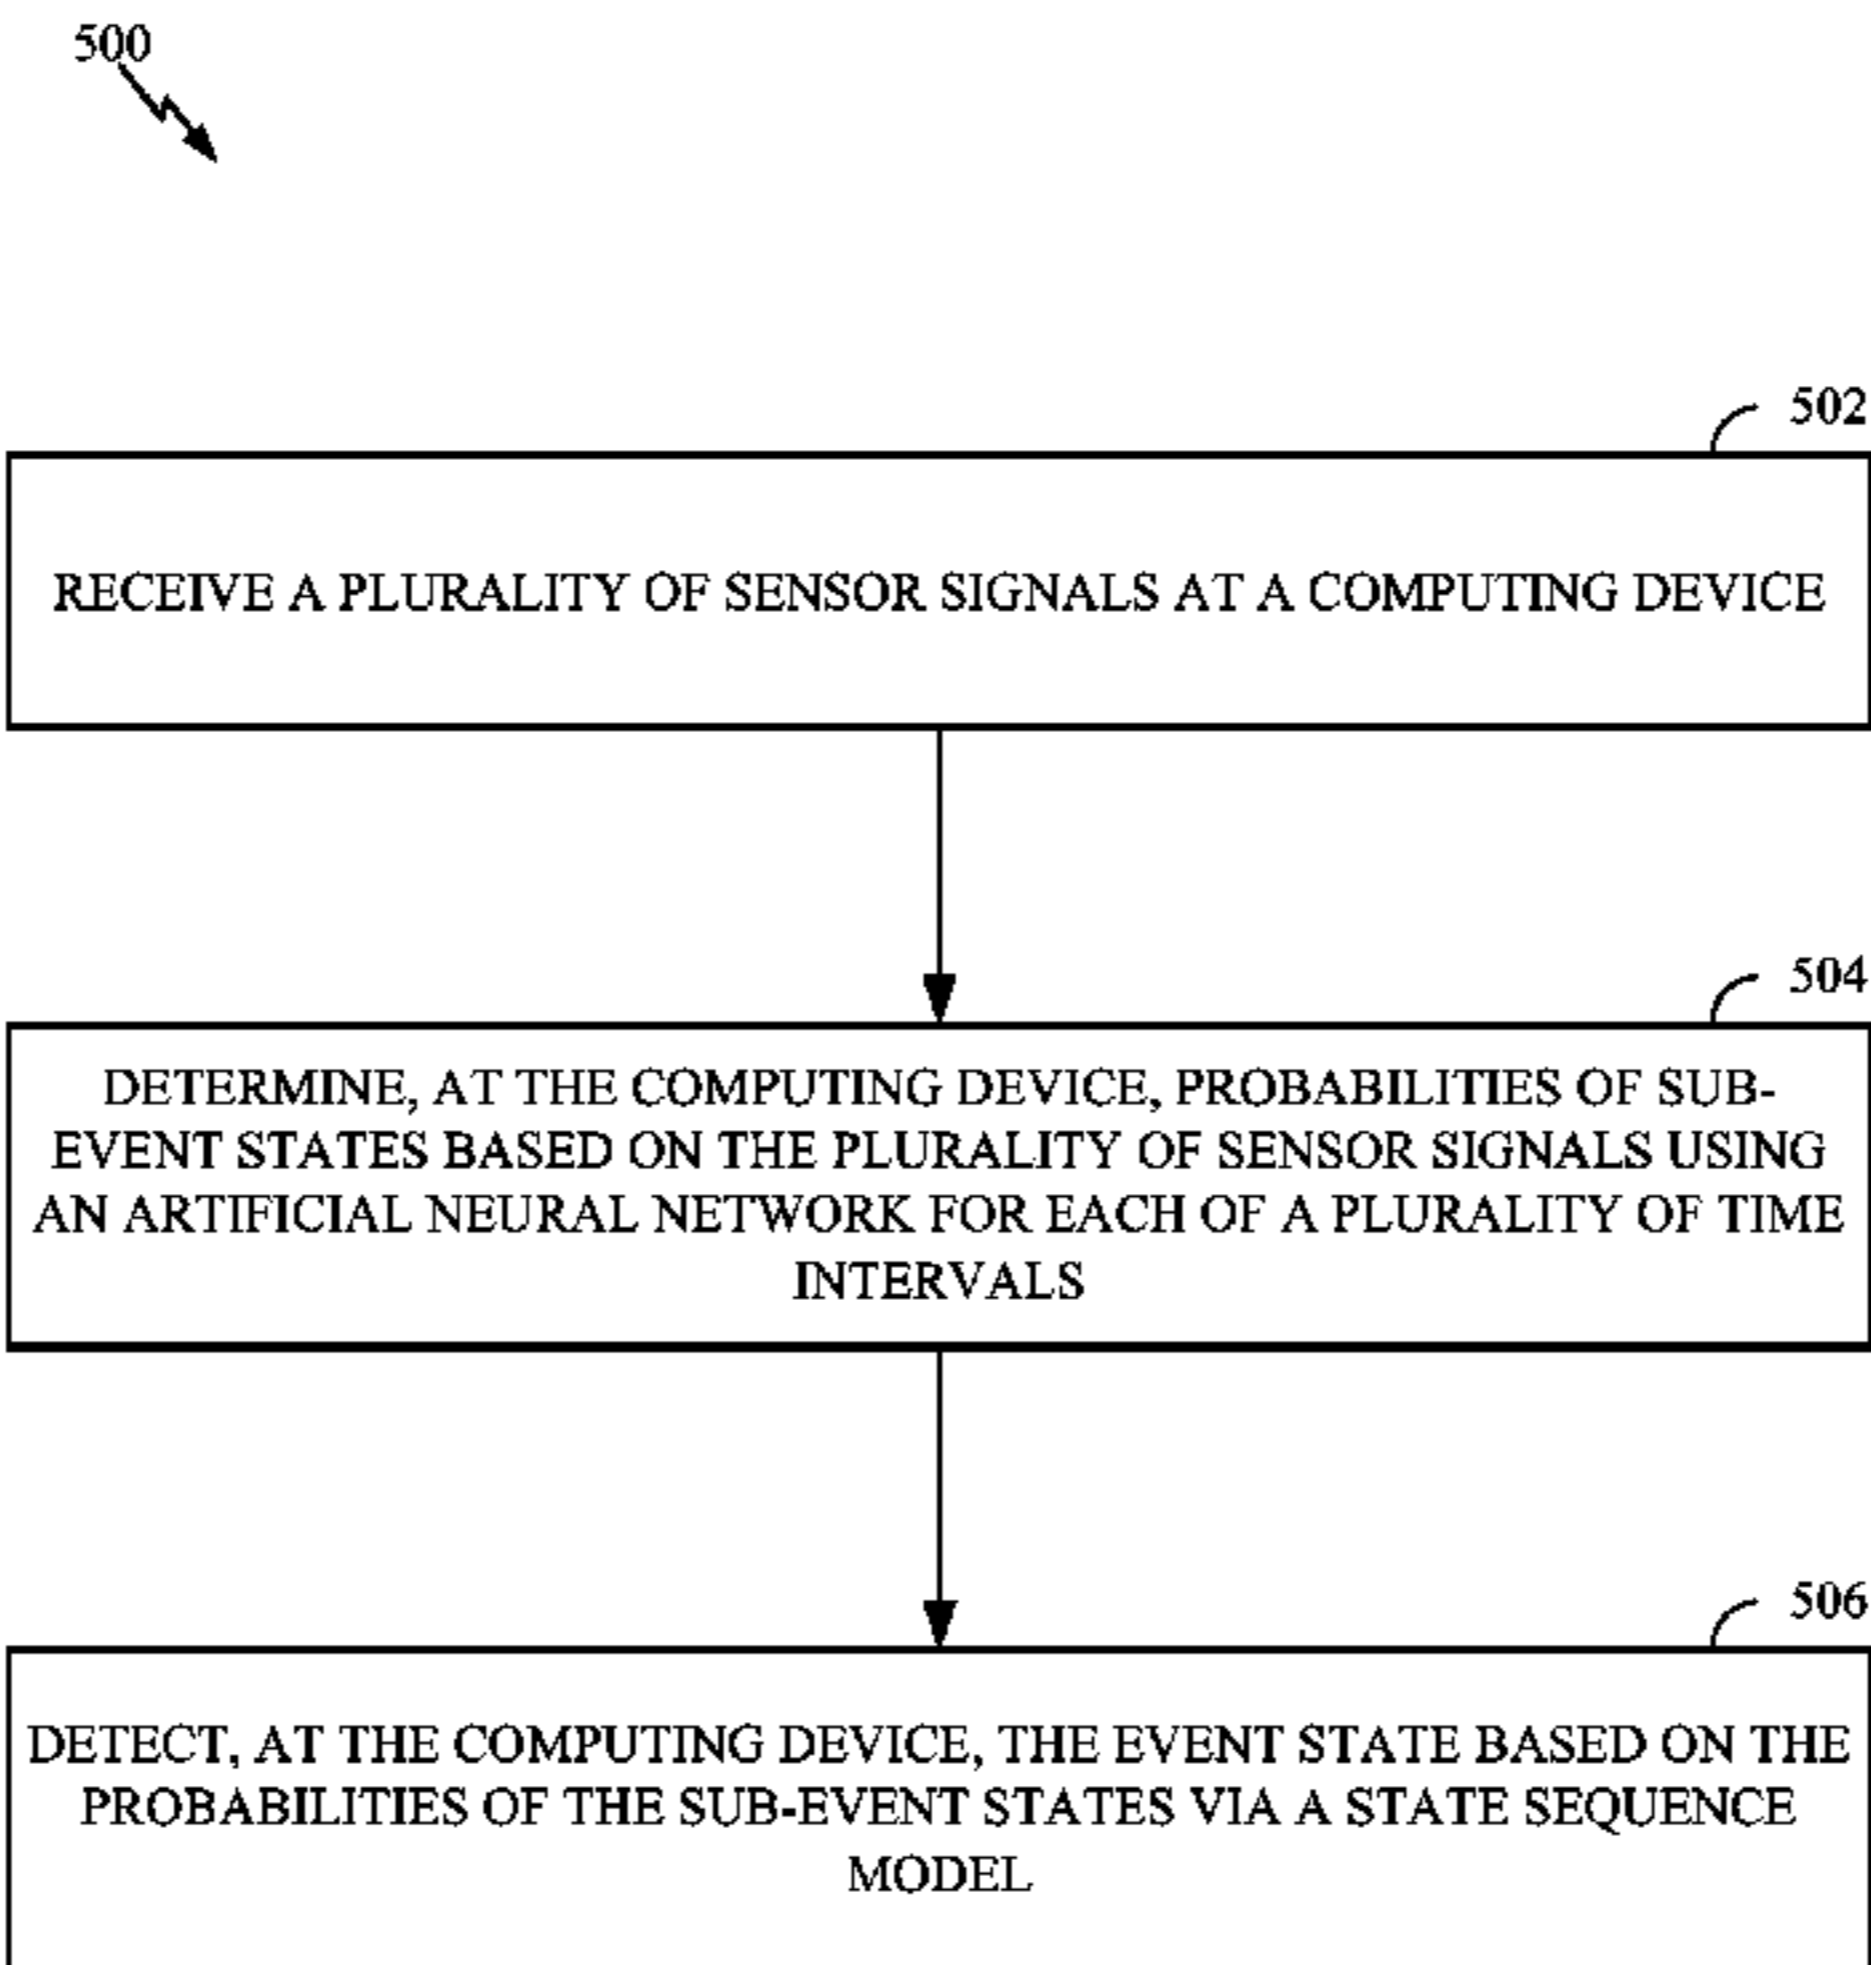 500
502
RECEIVE A PLURALITY OF SENSOR SIGNALS AT A COMPUTING DEVICE
504
DETERMINE, AT THE COMPUTING DEVICE, PROBABILITIES OF SUB-
EVENT STATES BASED ON THE PLURALITY OF SENSOR SIGNALS USING
AN ARTIFICIAL NEURAL NETWORK FOR EACH OF A PLURALITY OF TIME
INTERVALS
506
DETECT, AT THE COMPUTING DEVICE, THE EVENT STATE BASED ON THE
PROBABILITIES OF THE SUB-EVENT STATES VIA A STATE SEQUENCE
MODEL